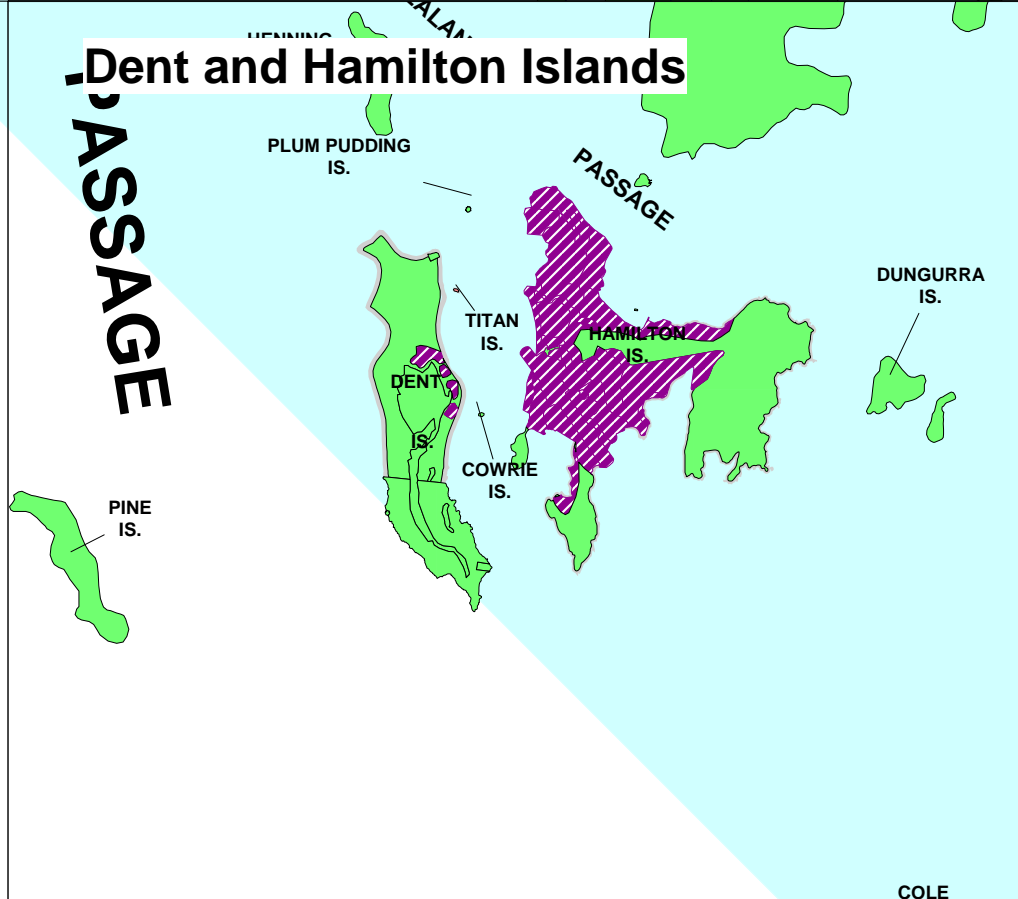 Dent and Hamilton Islands
PLUM PUDDING
IS.
PASSAGE
PASSAGE
DUNGURRA
IS.
TITAN
IS.
HAMILTON
IS.
DENT
IS.
COWRIE
IS.
PINE
IS.
COLE